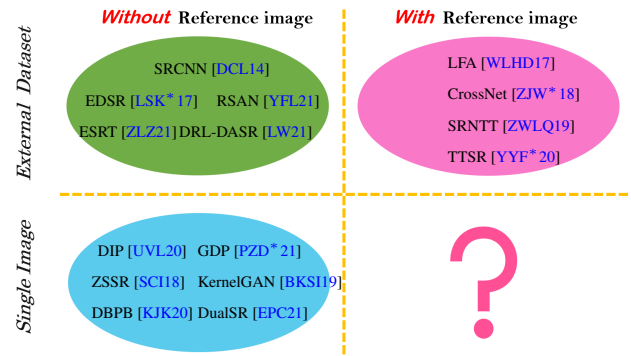 Without Reference image
With Reference image
External Dataset
SRCNN [DCL14]
EDSR [LSK*17] RSAN [YFL21]
ESRT [ZLZ21] DRL-DASR [LW21]
LFA [WLHD17]
CrossNet [ZJW*18]
SRNTT [ZWLQ19]
TTSR [YYF*20]
Single Image
DIP [UVL20] GDP [PZD*21]
ZSSR [SCI18] KernelGAN [BKSI19]
DBPB [KJK20] DualSR [EPC21]
?